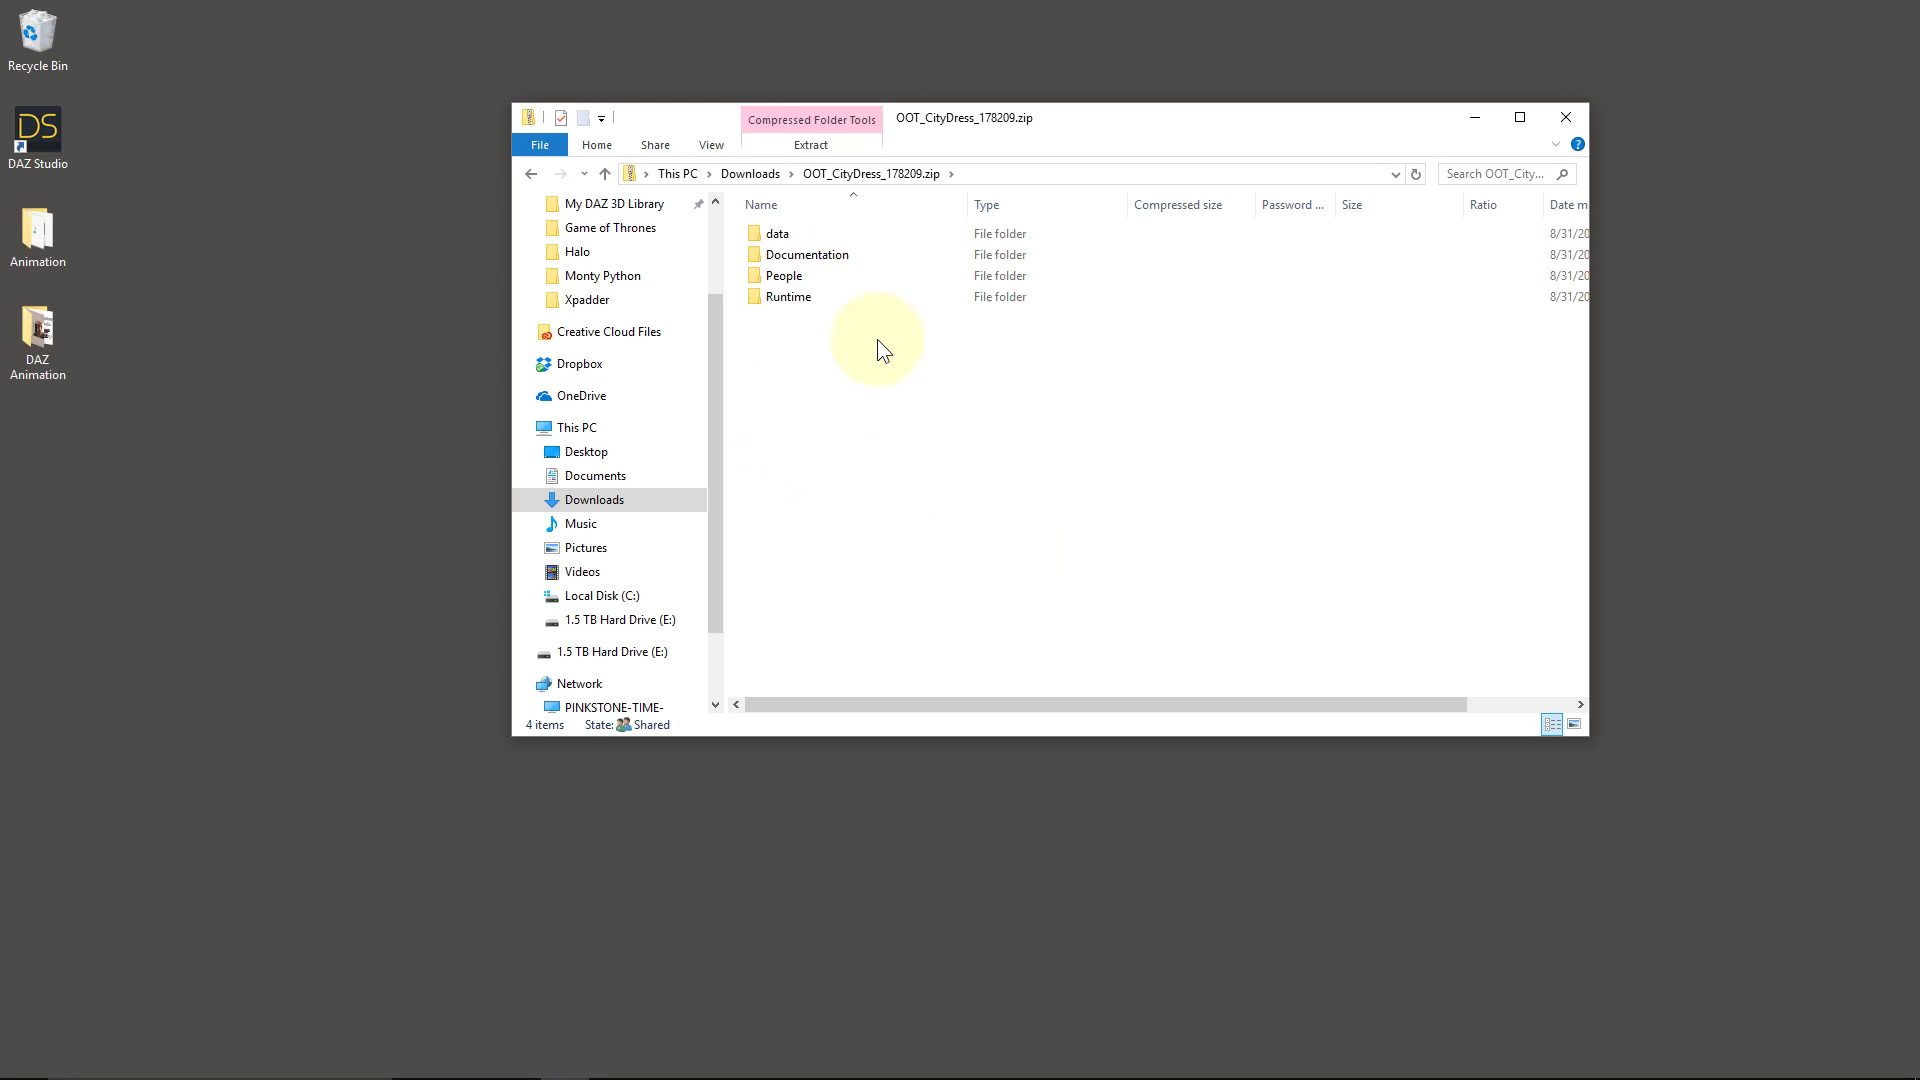 Recycle Bin
DAZ Studio
Animation
DAZ
Animation
Compressed Folder Tools
OOT_CityDress_178209.zip
File
Home
Share
View
Extract
This PC
Downloads
OOT_CityDress_178209.zip
Search OOT_City...
My DAZ 3D Library
Game of Thrones
Halo
Monty Python
Xpadder
Creative Cloud Files
Dropbox
OneDrive
This PC
Desktop
Documents
Downloads
Music
Pictures
Videos
Local Disk (C:)
1.5 TB Hard Drive (E:)
1.5 TB Hard Drive (E:)
Network
PINKSTONE-TIME-
Name
Type
Compressed size
Password ...
Size
Ratio
Date m
data
File folder
8/31/20
Documentation
File folder
8/31/20
People
File folder
8/31/20
Runtime
File folder
8/31/20
4 items
State:
Shared